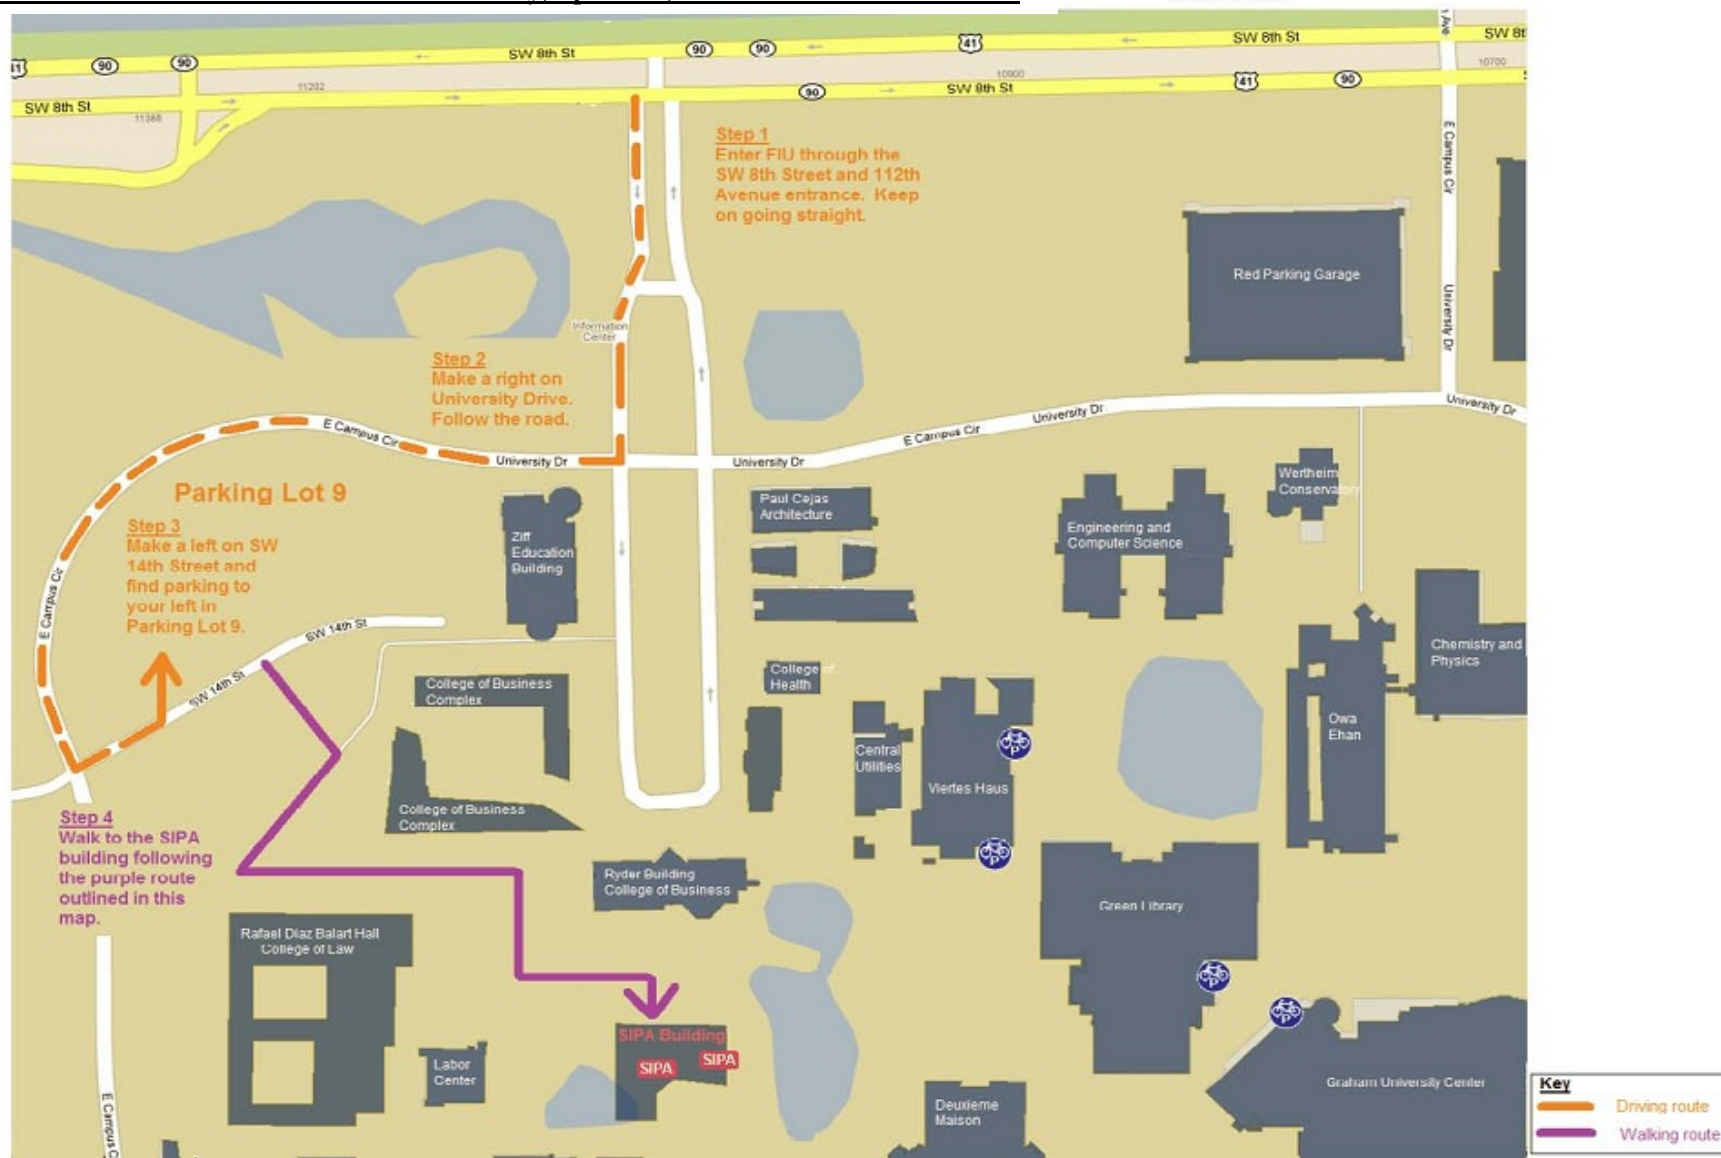 SW 8th St
SW 8th St
SW 8t
90
90
90
90
41
41
SW 8th St
11202
11388
90
SW 8th St
10900
41
90
10700
Step 1
Enter FIU through the
SW 8th Street and 112th
Avenue entrance. Keep
on going straight.
E Campus Cir
University Dr
Red Parking Garage
Information
Center
Step 2
Make a right on
University Drive.
Follow the road.
E Campus Cir
University Dr
University Dr
E Campus Cir
University Dr
University Dr
Parking Lot 9
Step 3
Make a left on SW
14th Street and
find parking to
your left in
Parking Lot 9.
E Campus Cir
SW 14th St
SW 14th St
Ziff
Education
Building
Paul Cejas
Architecture
Engineering and
Computer Science
Wertheim
Conservatory
Chemistry and
Physics
College of Business
Complex
College of
Health
Owa
Ehan
Central
Utilities
Viertes Haus
P
P
College of Business
Complex
Step 4
Walk to the SIPA
building following
the purple route
outlined in this
map.
Ryder Building
College of Business
Green Library
Rafael Diaz Balart Hall
College of Law
P
P
SIPA Building
SIPA
SIPA
Labor
Center
Deuxieme
Maison
Graham University Center
E Campus C
Key
Driving route
Walking route